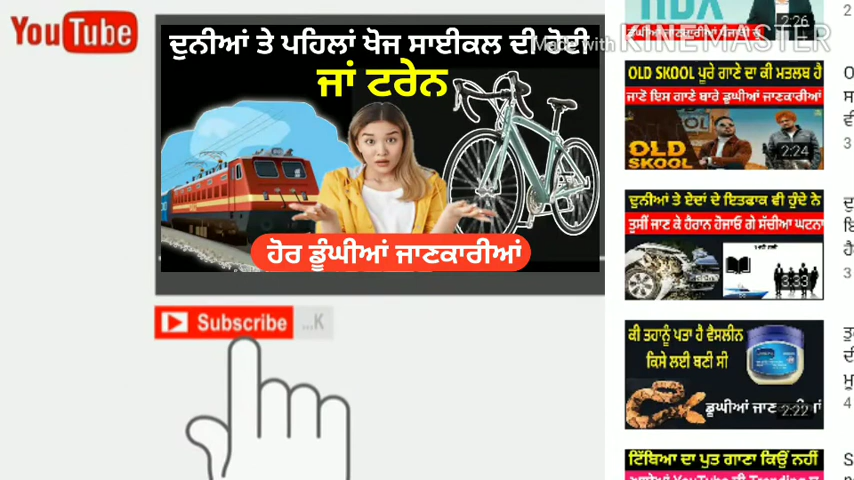 YouTube
ਦੁਨੀਆਂ ਤੇ ਪਹਿਲਾਂ ਖੋਜ ਸਾਈਕਲ ਦੀ ਹੋਈ
ਜਾਂ ਟਰੇਨ
ਹੋਰ ਡੂੰਘੀਆਂ ਜਾਣਕਾਰੀਆਂ
Subscribe ...K
Made with KINEMASTER
2:26
OLD SKOOL ਪੂਰੇ ਗਾਣੇ ਦਾ ਕੀ ਮਤਲਬ ਹੈ
ਜਾਣੋ ਇਸ ਗਾਣੇ ਬਾਰੇ ਡੂਘੀਆਂ ਜਾਣਕਾਰੀਆਂ
OLD
SKOOL
2:24
ਦੁਨੀਆਂ ਤੇ ਏਦਾਂ ਦੇ ਇਤਫਾਕ ਵੀ ਹੁੰਦੇ ਨੇ
ਤੁਸੀਂ ਜਾਣ ਕੇ ਹੈਰਾਨ ਹੋਜਾਓ ਗੇ ਸੱਚੀਆ ਘਟਨਾ
3:33
ਕੀ ਤਹਾਨੂੰ ਪਤਾ ਹੈ ਵੈਸਲੀਨ
ਕਿਸੇ ਲਈ ਬਣੀ ਸੀ
ਡੂਘੀਆਂ
2:22
ਟਿੱਬਿਆ ਦਾ ਪੁਤ ਗਾਣਾ ਕਿਉਂ ਨਹੀਂ